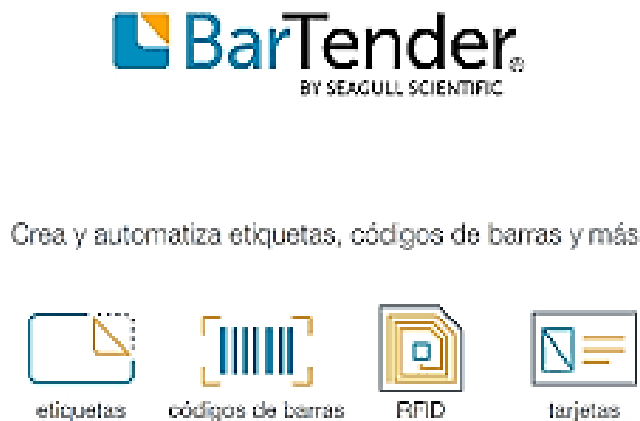 BarTender®
BY SEAGULL SCIENTIFIC
Crea y automatiza etiquetas, códigos de barras y más
etiquetas códigos de barras RFID tarjetas